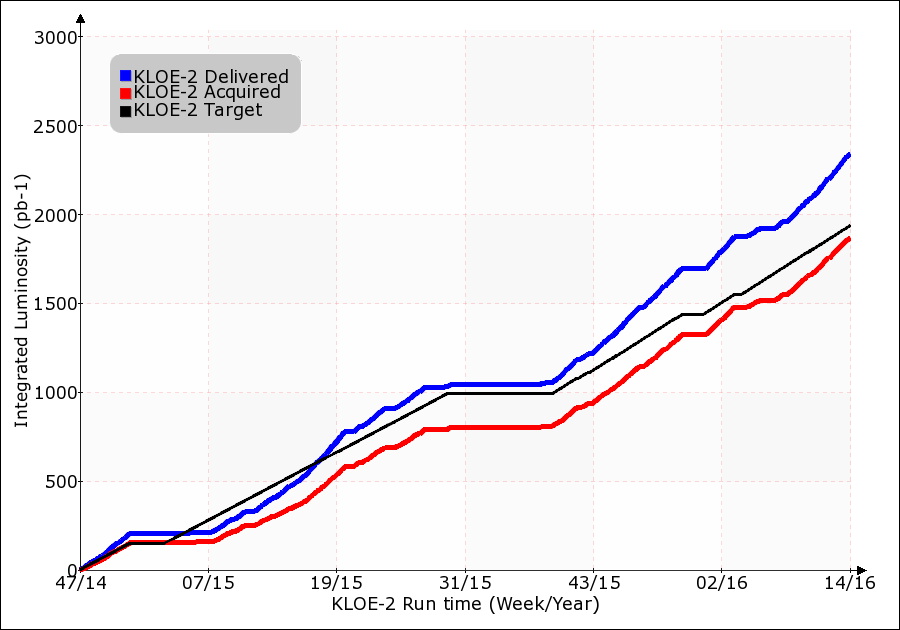 3000
KLOE-2 Delivered
KLOE-2 Acquired
KLOE-2 Target
2500
2000
1500
1000
500
0
Integrated Luminosity (pb-1)
47/14 07/15 19/15 31/15 43/15 02/16 14/16
KLOE-2 Run time (Week/Year)